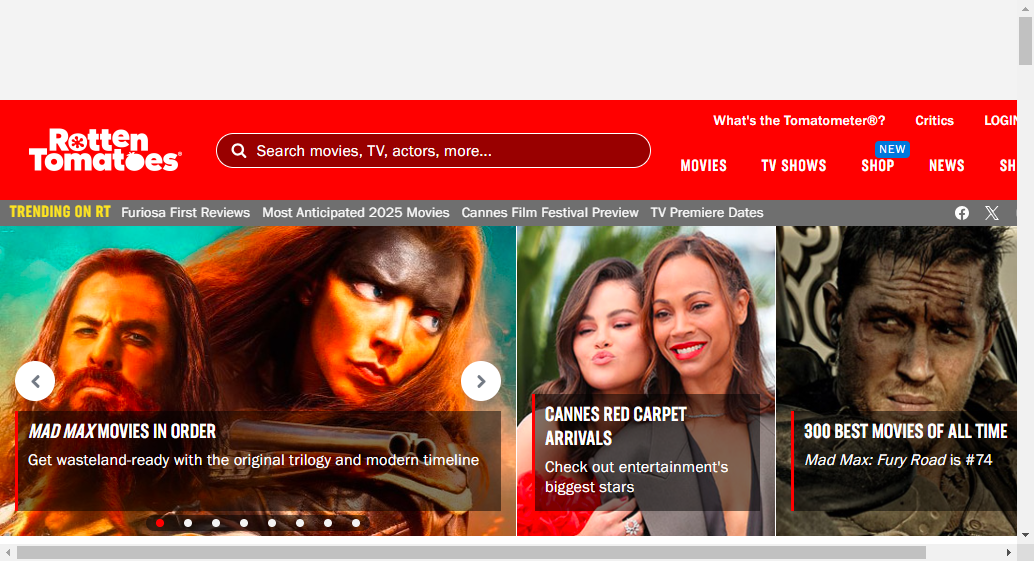 What's the Tomatometer®?
Critics
LOGIN
Rotten
Tomatoes®
Search movies, TV, actors, more...
NEW
MOVIES
TV SHOWS
SHOP
NEWS
SH
TRENDING ON RT
Furiosa First Reviews
Most Anticipated 2025 Movies
Cannes Film Festival Preview
TV Premiere Dates
MAD MAX MOVIES IN ORDER
Get wasteland-ready with the original trilogy and modern timeline
CANNES RED CARPET
ARRIVALS
Check out entertainment's
biggest stars
300 BEST MOVIES OF ALL TIME
Mad Max: Fury Road is #74